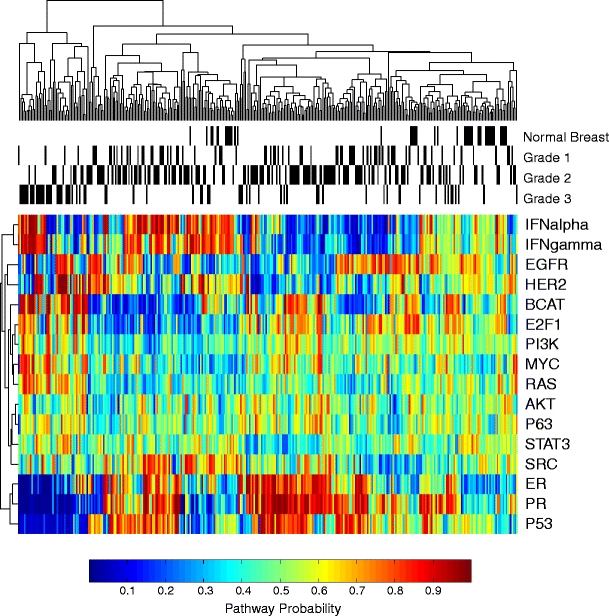 Normal Breast
Grade 1
Grade 2
Grade 3
IFNalpha
IFNgamma
EGFR
HER2
BCAT
E2F1
PI3K
MYC
RAS
AKT
P63
STAT3
SRC
ER
PR
P53
0.1 0.2 0.3 0.4 0.5 0.6 0.7 0.8 0.9
Pathway Probability